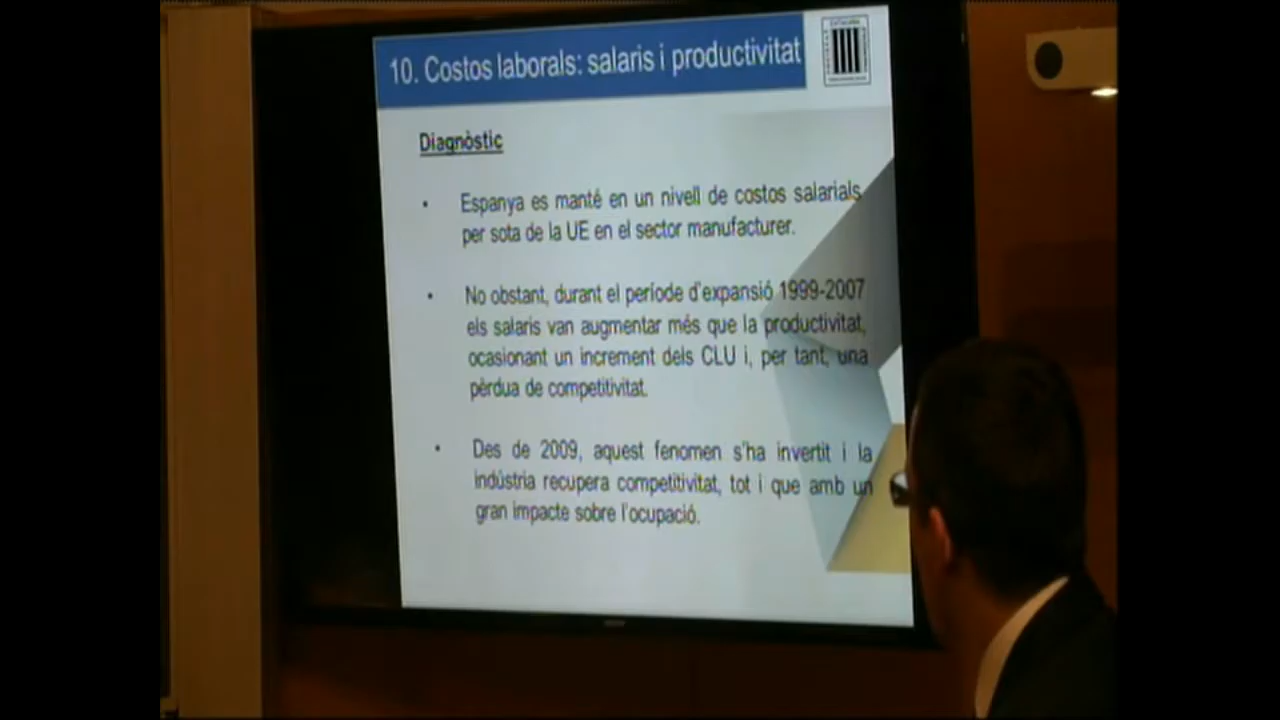 10. Costos laborals: salaris i productivitat
Diagnòstic
• Espanya es manté en un nivell de costos salarials
per sota de la UE en el sector manufacturer.
• No obstant, durant el període d'expansió 1999-2007
els salaris van augmentar més que la productivitat,
ocasionant un increment dels CLU i, per tant, una
pèrdua de competitivitat.
• Des de 2009, aquest fenomen s'ha invertit i la
indústria recupera competitivitat, tot i que amb un
gran impacte sobre l'ocupació.